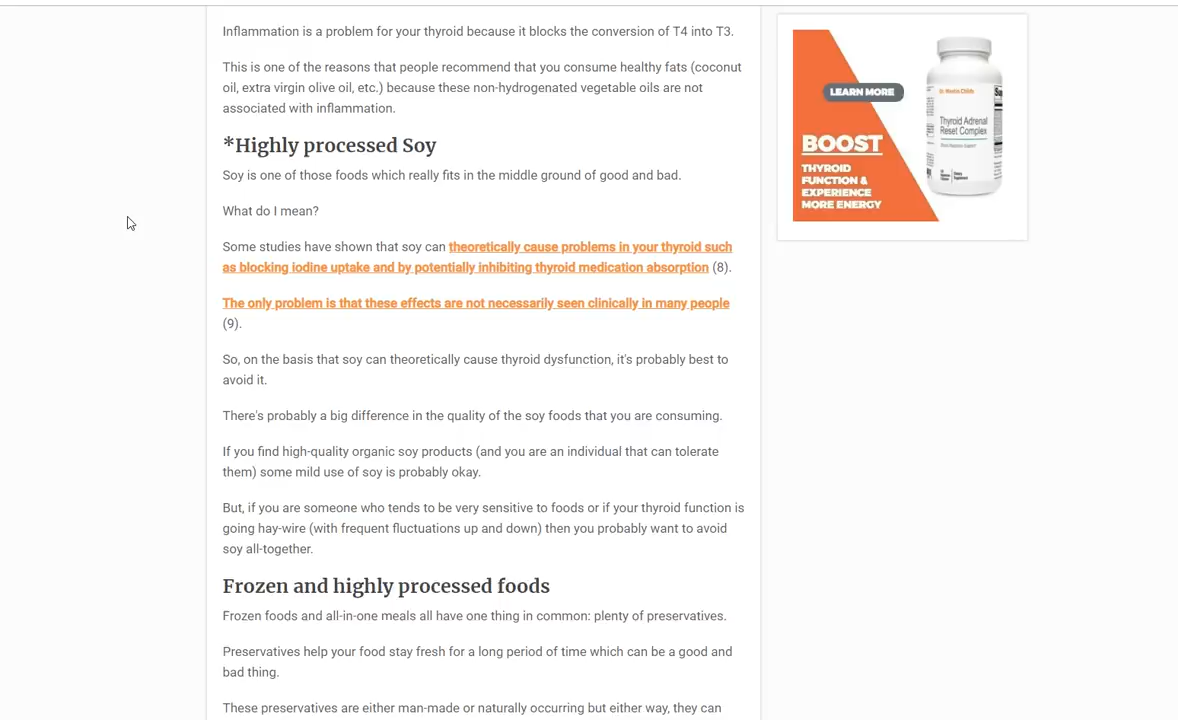 Inflammation is a problem for your thyroid because it blocks the conversion of T4 into T3.
This is one of the reasons that people recommend that you consume healthy fats (coconut
oil, extra virgin olive oil, etc.) because these non-hydrogenated vegetable oils are not
associated with inflammation.
*Highly processed Soy
Soy is one of those foods which really fits in the middle ground of good and bad.
What do I mean?
Some studies have shown that soy can theoretically cause problems in your thyroid such
as blocking iodine uptake and by potentially inhibiting thyroid medication absorption (8).
The only problem is that these effects are not necessarily seen clinically in many people
(9).
So, on the basis that soy can theoretically cause thyroid dysfunction, it's probably best to
avoid it.
There's probably a big difference in the quality of the soy foods that you are consuming.
If you find high-quality organic soy products (and you are an individual that can tolerate
them) some mild use of soy is probably okay.
But, if you are someone who tends to be very sensitive to foods or if your thyroid function is
going hay-wire (with frequent fluctuations up and down) then you probably want to avoid
soy all-together.
Frozen and highly processed foods
Frozen foods and all-in-one meals all have one thing in common: plenty of preservatives.
Preservatives help your food stay fresh for a long period of time which can be a good and
bad thing.
These preservatives are either man-made or naturally occurring but either way, they can
LEARN MORE
BOOST
THYROID
FUNCTION &
EXPERIENCE
MORE ENERGY
Dr. Westin Childs
Thyroid Adrenal
Reset Complex